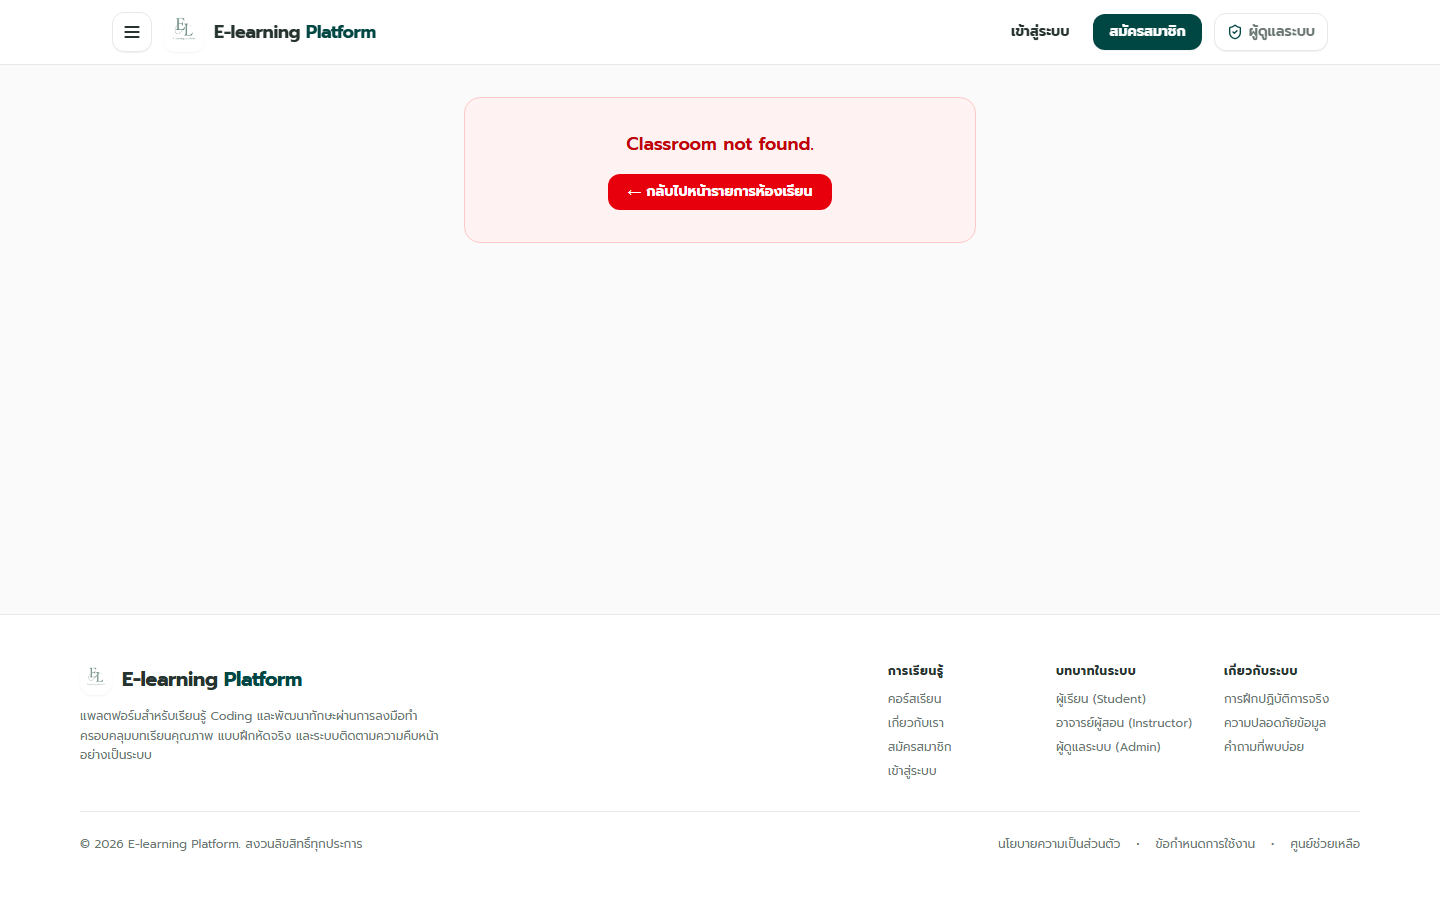 E-learning Platform
เข้าสู่ระบบ
สมัครสมาชิก
ผู้ดูแลระบบ
Classroom not found.
← กลับไปหน้ารายการห้องเรียน
EL
E-learning Platform
แพลตฟอร์มสำหรับเรียนรู้ Coding และพัฒนาทักษะผ่านการลงมือทำ
ครอบคลุมบทเรียนคุณภาพ แบบฝึกหัดจริง และระบบติดตามความคืบหน้า
อย่างเป็นระบบ
การเรียนรู้
คอร์สเรียน
เกี่ยวกับเรา
สมัครสมาชิก
เข้าสู่ระบบ
บทบาทในระบบ
ผู้เรียน (Student)
อาจารย์ผู้สอน (Instructor)
ผู้ดูแลระบบ (Admin)
เกี่ยวกับระบบ
การฝึกปฏิบัติการจริง
ความปลอดภัยข้อมูล
คำถามที่พบบ่อย
© 2026 E-learning Platform. สงวนลิขสิทธิ์ทุกประการ
นโยบายความเป็นส่วนตัว • ข้อกำหนดการใช้งาน • ศูนย์ช่วยเหลือ